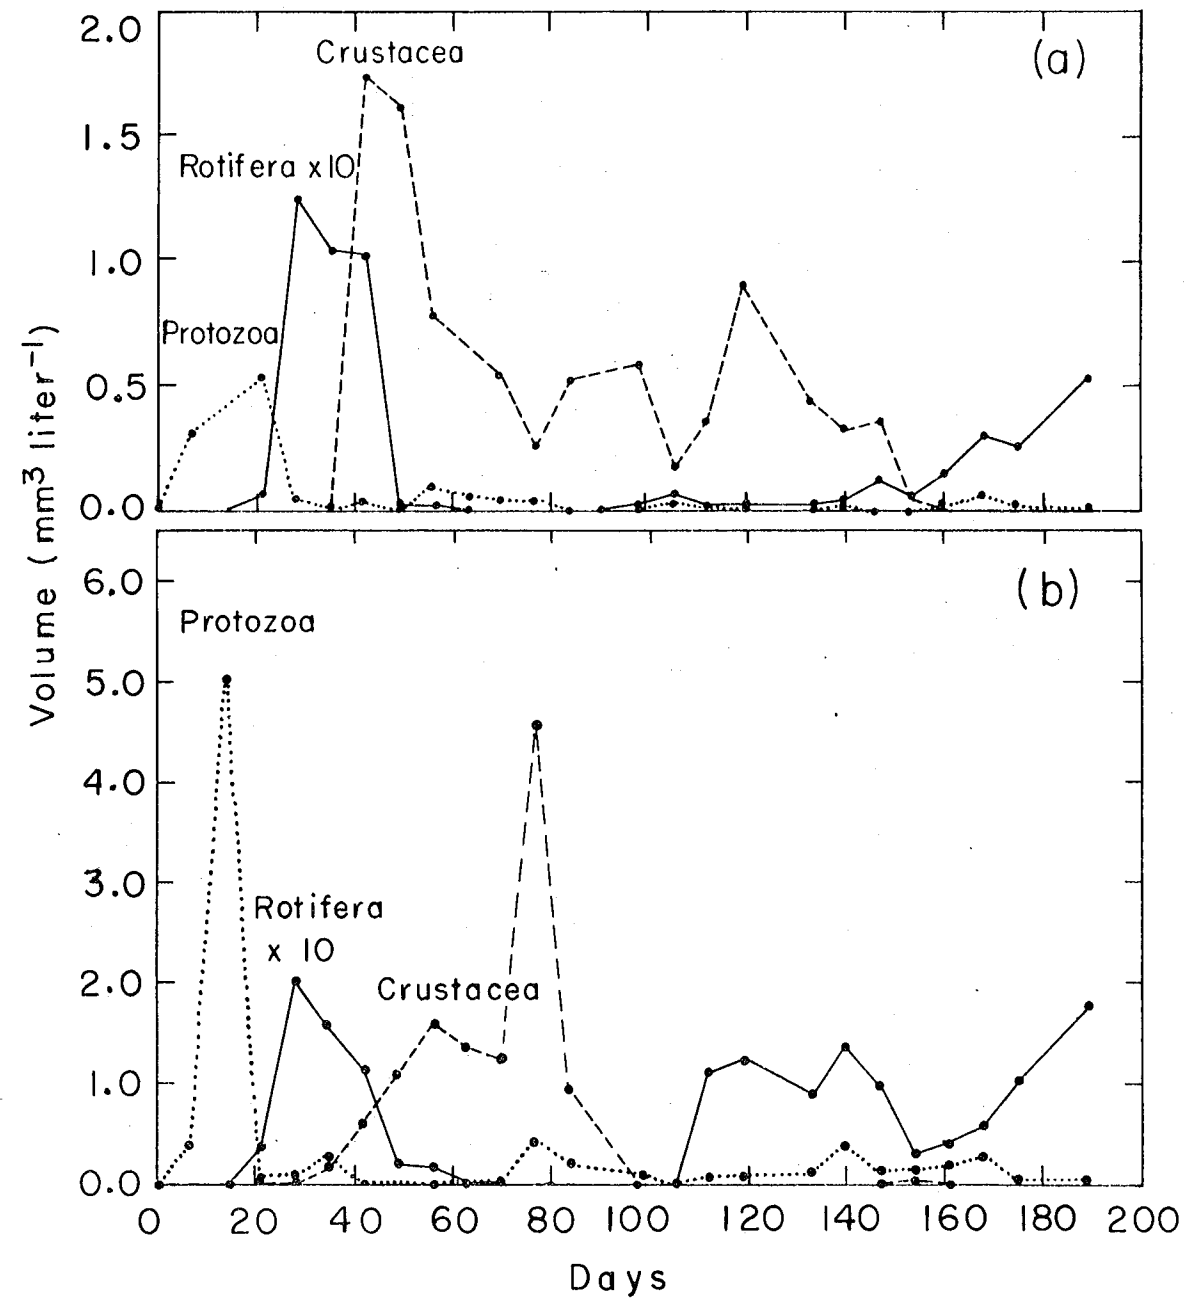 2.0
Crustacea
(a)
1.5
Rotifera x10
1.0
Protozoa
0.5
0.0
Volume (mm³ liter⁻¹)
6.0
(b)
Protozoa
5.0
4.0
3.0
Rotifera
x 10
2.0
Crustacea
1.0
0.0
0 20 40 60 80 100 120 140 160 180 200
Days